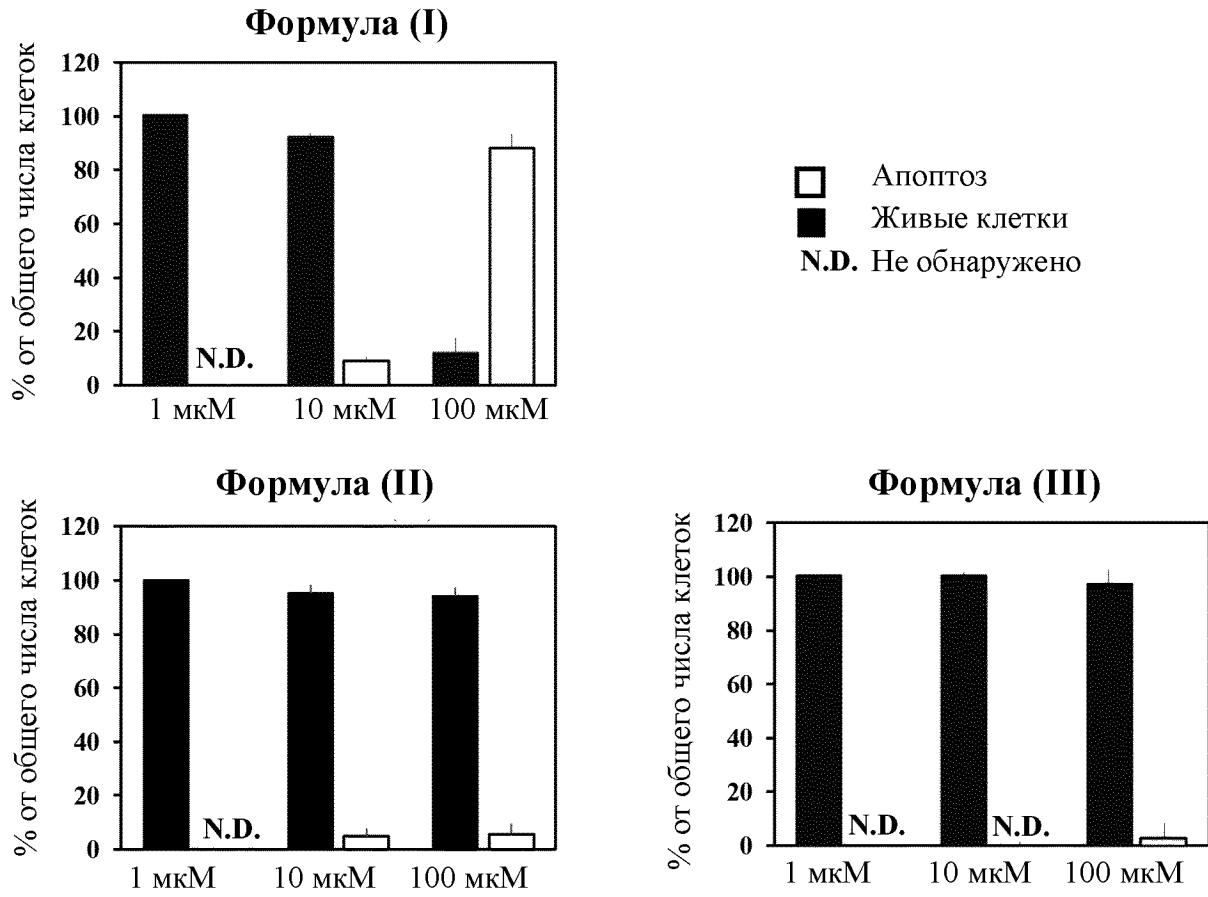 Формула (I)
% от общего числа клеток
120
100
80
60
40
20
0
N.D.
1 мкМ
10 мкМ
100 мкМ
Апоптоз
Живые клетки
N.D. Не обнаружено
Формула (II)
% от общего числа клеток
120
100
80
60
40
20
0
N.D.
1 мкМ
10 мкМ
100 мкМ
Формула (III)
% от общего числа клеток
120
100
80
60
40
20
0
N.D.
N.D.
1 мкМ
10 мкМ
100 мкМ